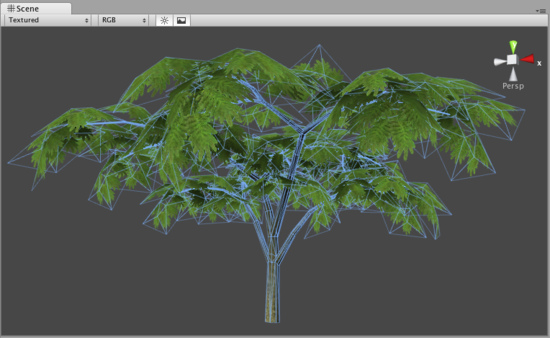 Scene
Textured
RGB
x
Persp